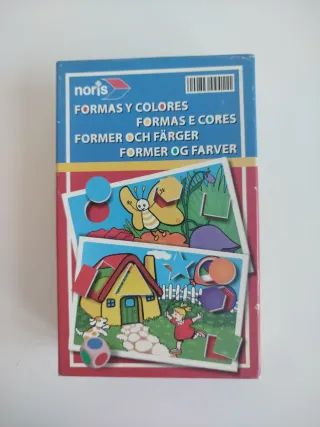 noris
FORMAS Y COLORES
FORMAS E CORES
FORMER OCH FÄRGER
FORMER OG FARVER